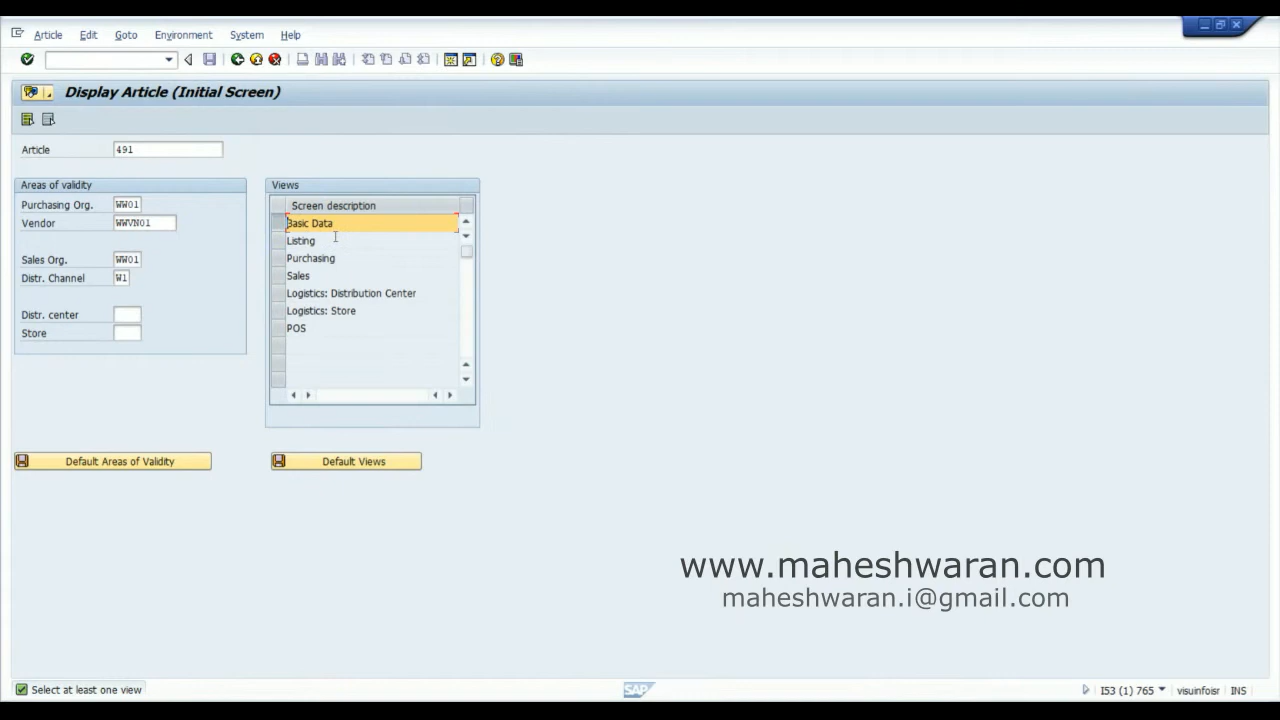 Article Edit Goto Environment System Help
Display Article (Initial Screen)
Article 491
Areas of validity
Purchasing Org. WW01
Vendor WWVN01
Sales Org. WW01
Distr. Channel W1
Distr. center
Store
Views
Screen description
Basic Data
Listing
Purchasing
Sales
Logistics: Distribution Center
Logistics: Store
POS
Default Areas of Validity
Default Views
www.maheshwaran.com
maheshwaran.i@gmail.com
Select at least one view
SAP
I53 (1) 765 visuinfoisr INS